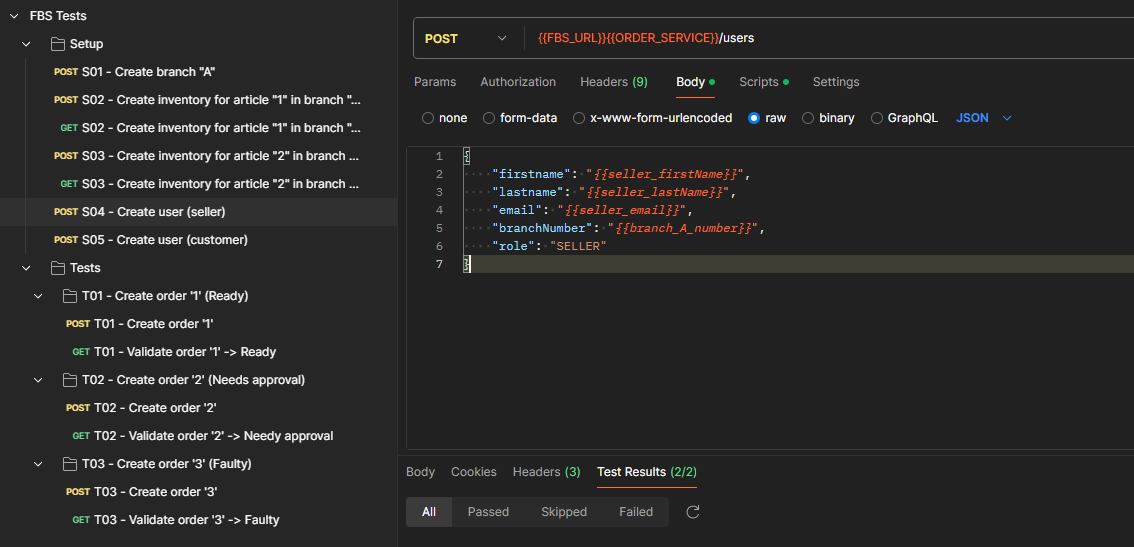 FBS Tests
Setup
POST S01 - Create branch "A"
POST S02 - Create inventory for article "1" in branch "...
GET S02 - Create inventory for article "1" in branch "...
POST S03 - Create inventory for article "2" in branch ...
GET S03 - Create inventory for article "2" in branch ...
POST S04 - Create user (seller)
POST S05 - Create user (customer)
Tests
T01 - Create order '1' (Ready)
POST T01 - Create order '1'
GET T01 - Validate order '1' -> Ready
T02 - Create order '2' (Needs approval)
POST T02 - Create order '2'
GET T02 - Validate order '2' -> Needy approval
T03 - Create order '3' (Faulty)
POST T03 - Create order '3'
GET T03 - Validate order '3' -> Faulty
POST {{FBS_URL}}{{ORDER_SERVICE}}/users
Params Authorization Headers (9) Body Scripts Settings
none form-data x-www-form-urlencoded raw binary GraphQL JSON
1 {
2 "firstname": "{{seller_firstName}}",
3 "lastname": "{{seller_lastName}}",
4 "email": "{{seller_email}}",
5 "branchNumber": "{{branch_A_number}}",
6 "role": "SELLER"
7 }
Body Cookies Headers (3) Test Results (2/2)
All Passed Skipped Failed